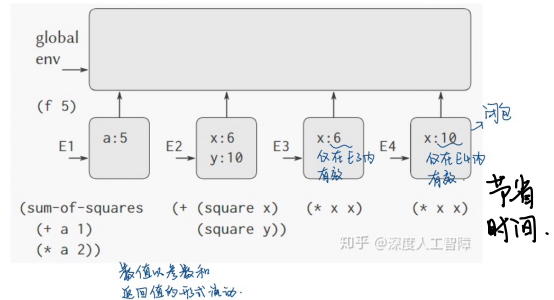 global
env
(f 5)
E1
a:5
E2
x:6
y:10
E3
x:6
仅在E3内
有效
E4
x:10
仅在E4内
有效.
闭包
(sum-of-squares
(+ a 1)
(* a 2))
(+ (square x)
(square y))
(* x x)
(* x x)
节省
时间.
知乎 @深度人工智障
数值以参数和
返回值的形式流动.